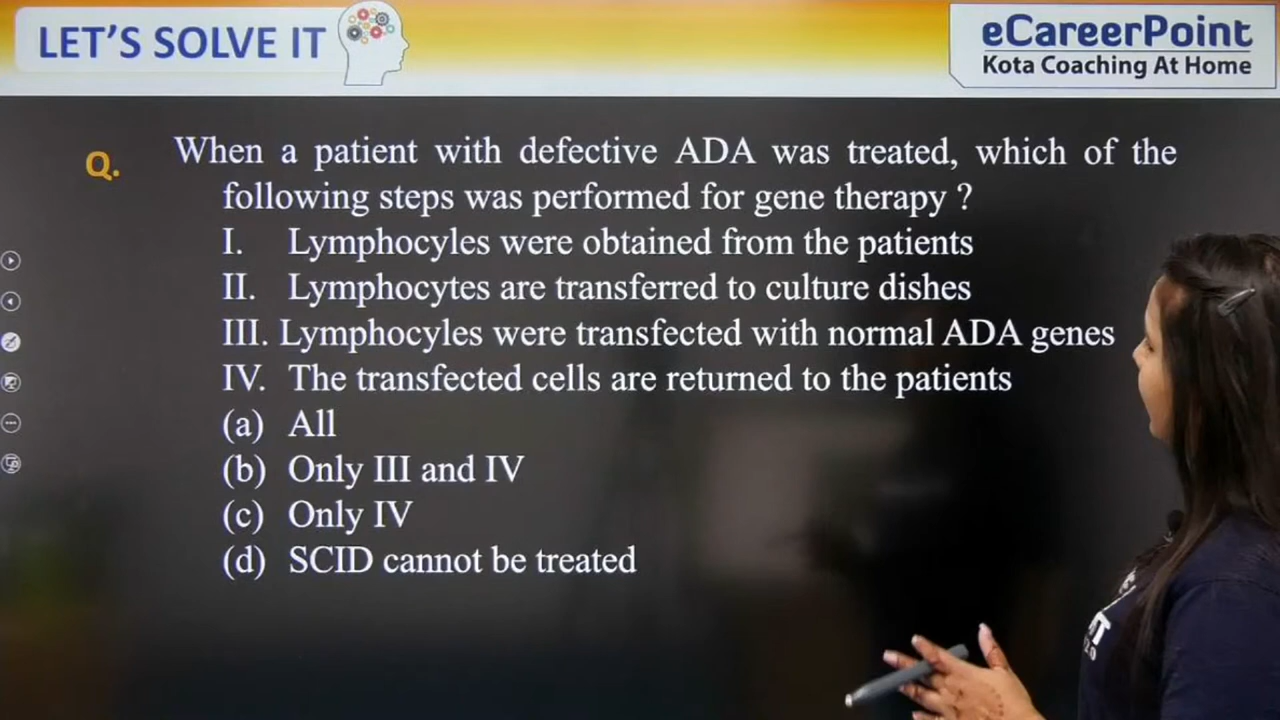 LET'S SOLVE IT
eCareerPoint
Kota Coaching At Home
Q. When a patient with defective ADA was treated, which of the
following steps was performed for gene therapy ?
I. Lymphocyles were obtained from the patients
II. Lymphocytes are transferred to culture dishes
III. Lymphocyles were transfected with normal ADA genes
IV. The transfected cells are returned to the patients
(a) All
(b) Only III and IV
(c) Only IV
(d) SCID cannot be treated